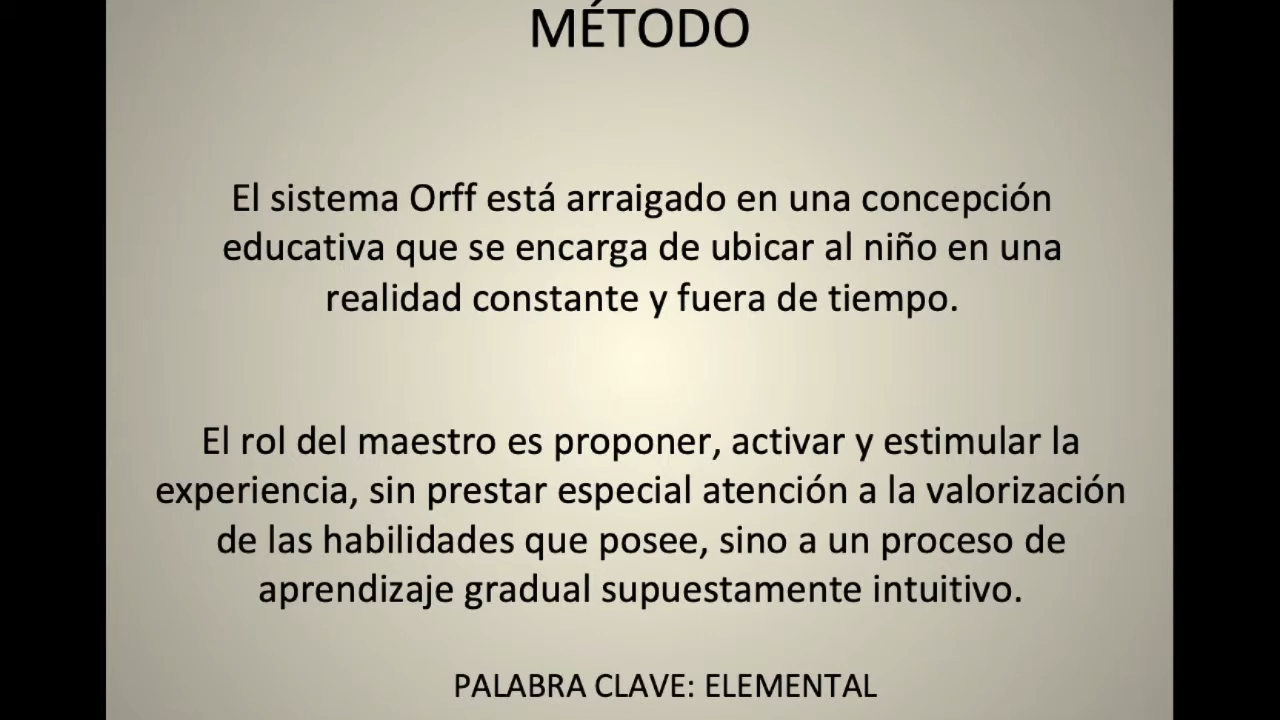 MÉTODO
El sistema Orff está arraigado en una concepción
educativa que se encarga de ubicar al niño en una
realidad constante y fuera de tiempo.
El rol del maestro es proponer, activar y estimular la
experiencia, sin prestar especial atención a la valorización
de las habilidades que posee, sino a un proceso de
aprendizaje gradual supuestamente intuitivo.
PALABRA CLAVE: ELEMENTAL